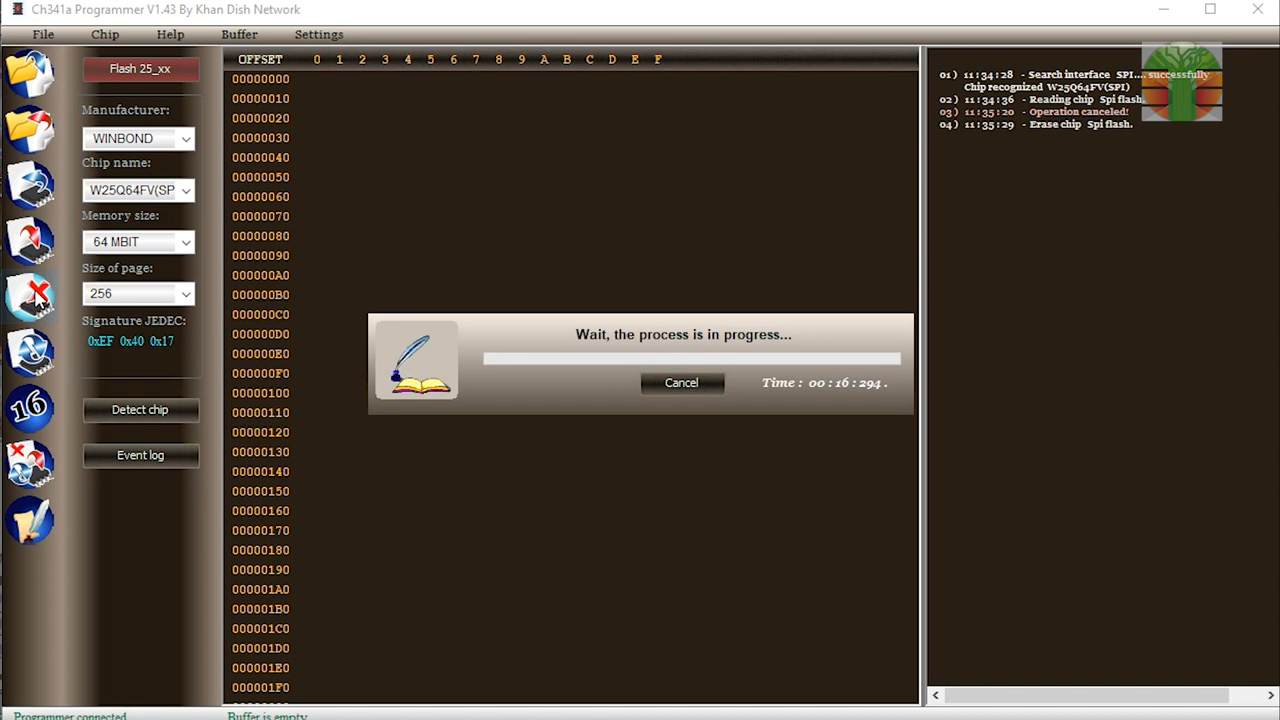 Ch341a Programmer V1.43 By Khan Dish Network
File Chip Help Buffer Settings
Flash 25_xx
Manufacturer:
WINBOND
Chip name:
W25Q64FV(SP
Memory size:
64 MBIT
Size of page:
256
Signature JEDEC:
0xEF 0x40 0x17
Detect chip
Event log
16
OFFSET 0 1 2 3 4 5 6 7 8 9 A B C D E F
00000000
00000010
00000020
00000030
00000040
00000050
00000060
00000070
00000080
00000090
000000A0
000000B0
000000C0
000000D0
000000E0
000000F0
00000100
00000110
00000120
00000130
00000140
00000150
00000160
00000170
00000180
00000190
000001A0
000001B0
000001C0
000001D0
000001E0
000001F0
Wait, the process is in progress...
Cancel
Time : 00:16:294 .
01) 11:34:28 - Search interface SPI.... successfully
Chip recognized W25Q64FV(SPI)
02) 11:34:36 - Reading chip Spi flash.
03) 11:35:20 - Operation canceled!
04) 11:35:29 - Erase chip Spi flash.
Programmer connected
Buffer is empty